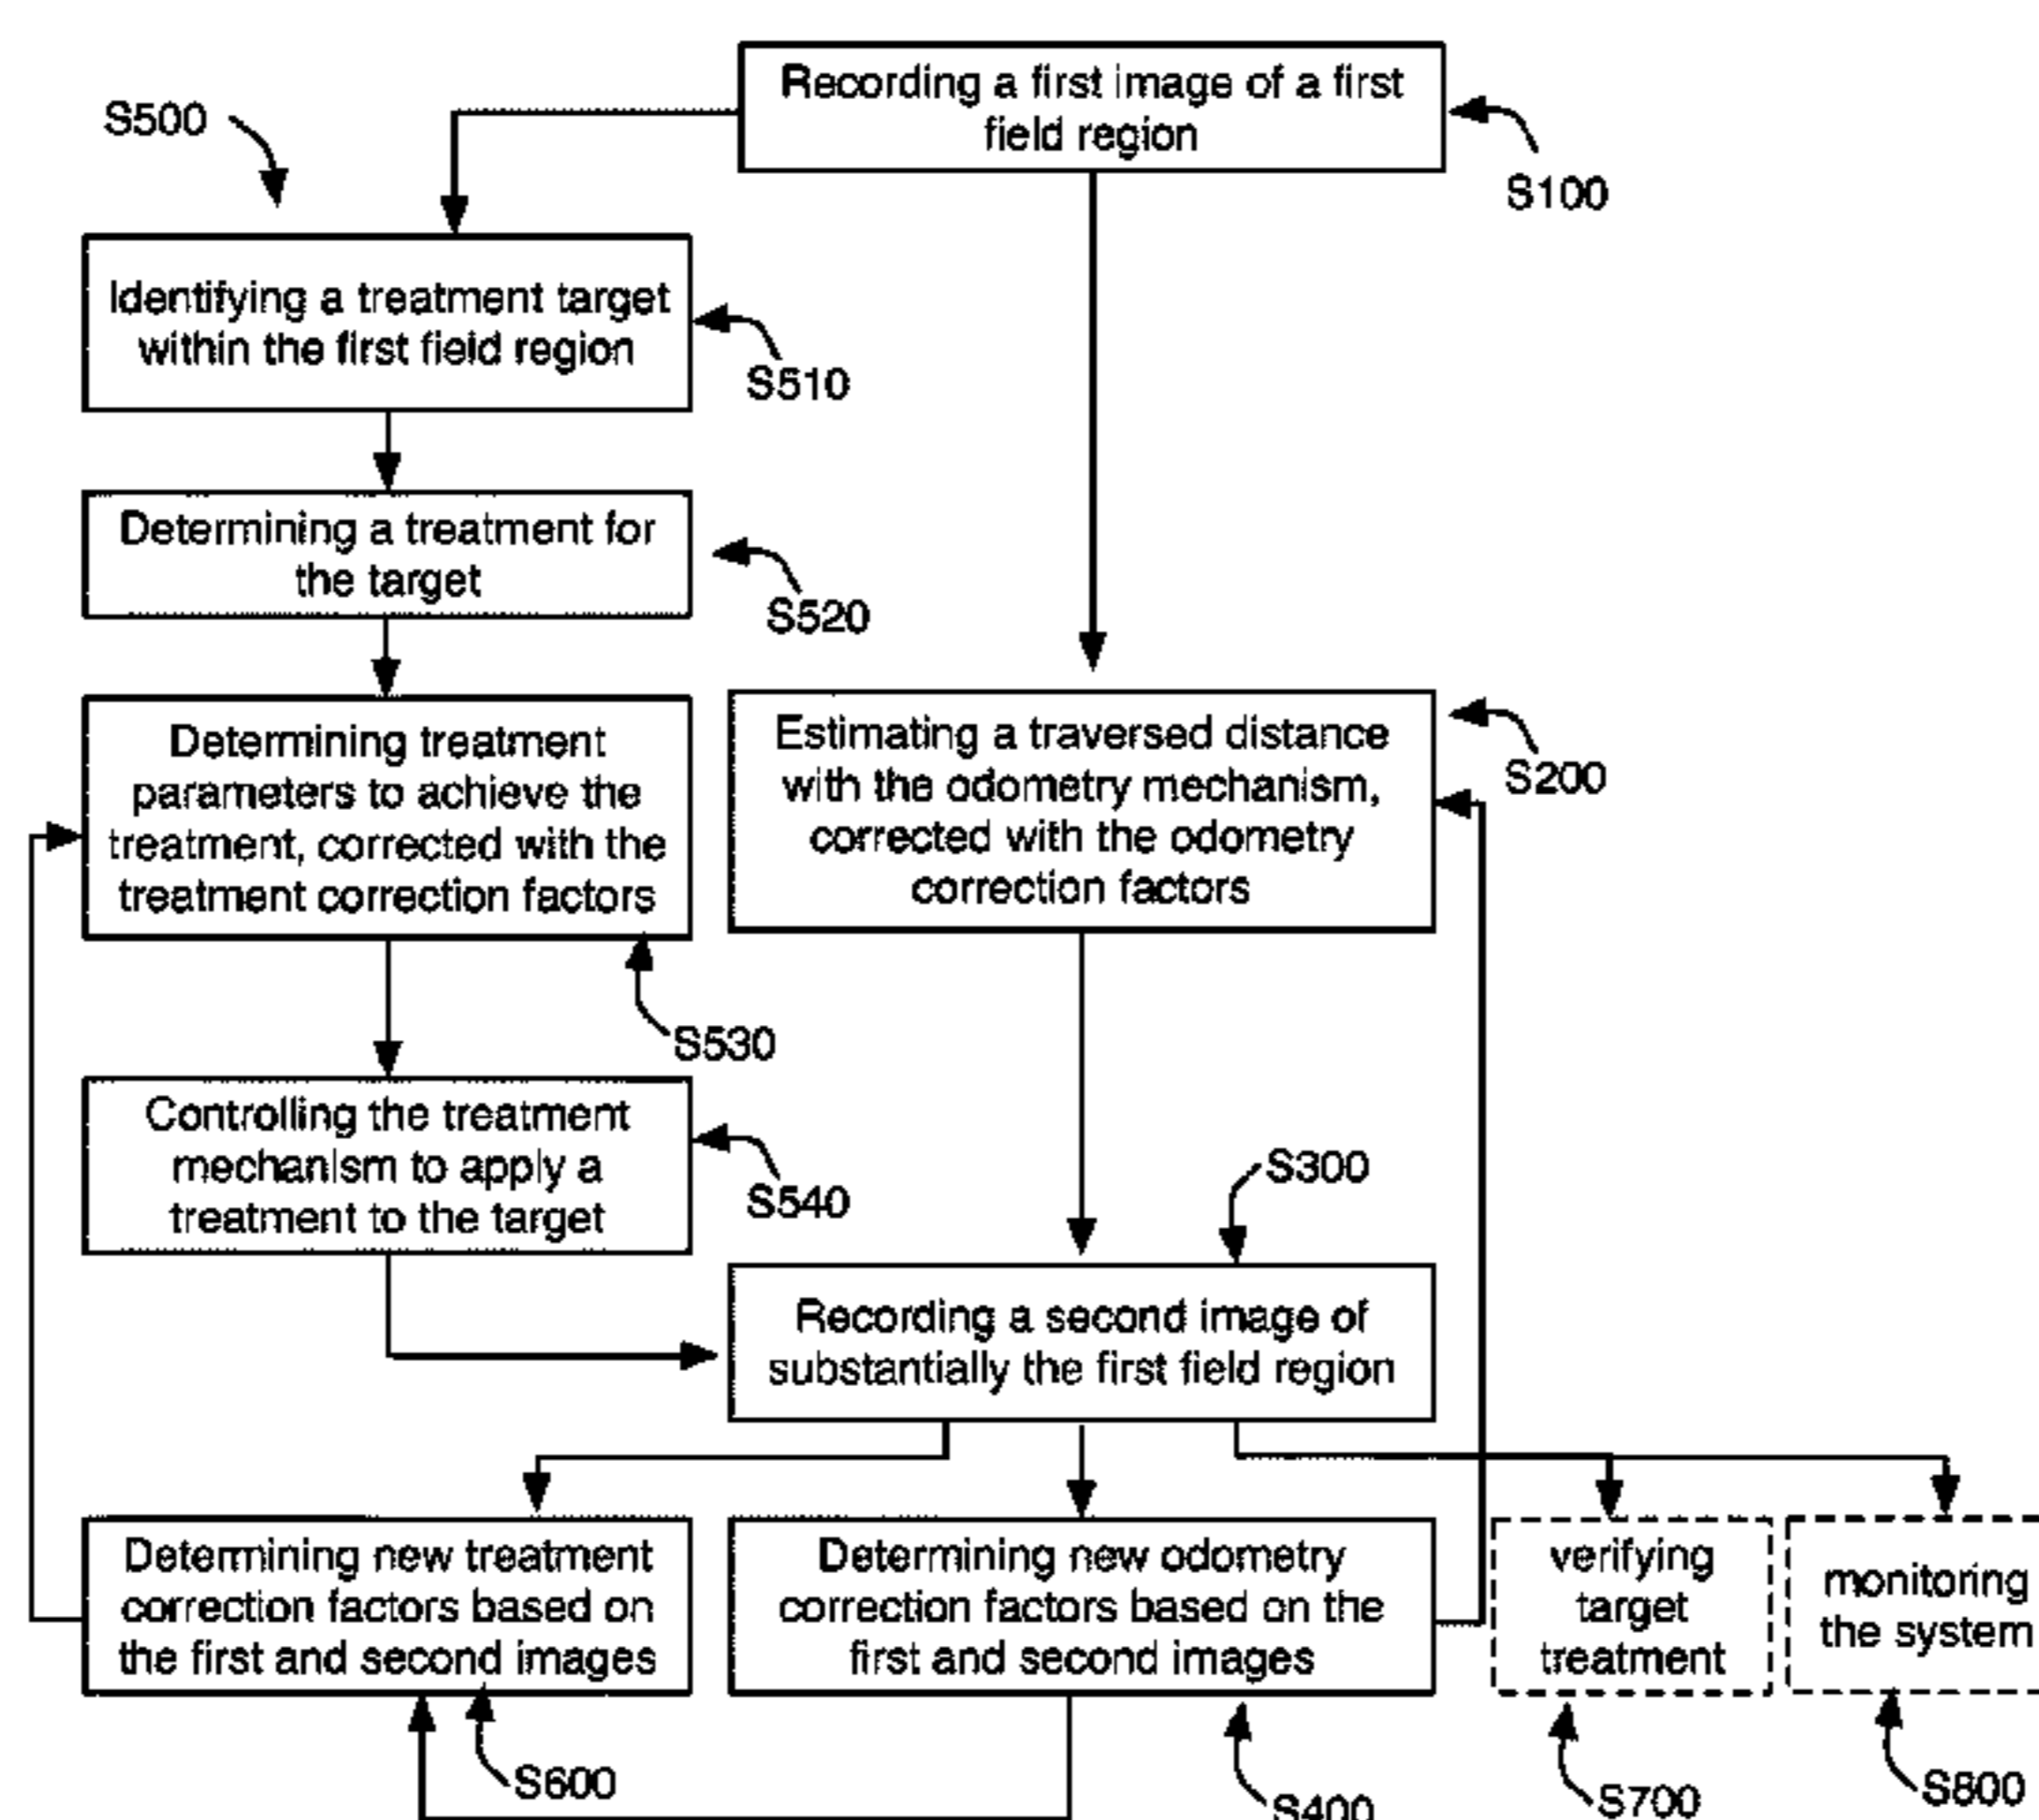 Recording a first image of a first
field region
S100
S500
Identifying a treatment target
within the first field region
S510
Determining a treatment for
the target
S520
Determining treatment
parameters to achieve the
treatment, corrected with the
treatment correction factors
S530
Estimating a traversed distance
with the odometry mechanism,
corrected with the odometry
correction factors
S200
Controlling the treatment
mechanism to apply a
treatment to the target
S540
S300
Recording a second image of
substantially the first field region
Determining new treatment
correction factors based on
the first and second images
S600
Determining new odometry
correction factors based on the
first and second images
S400
verifying
target
treatment
S700
monitoring
the system
S800